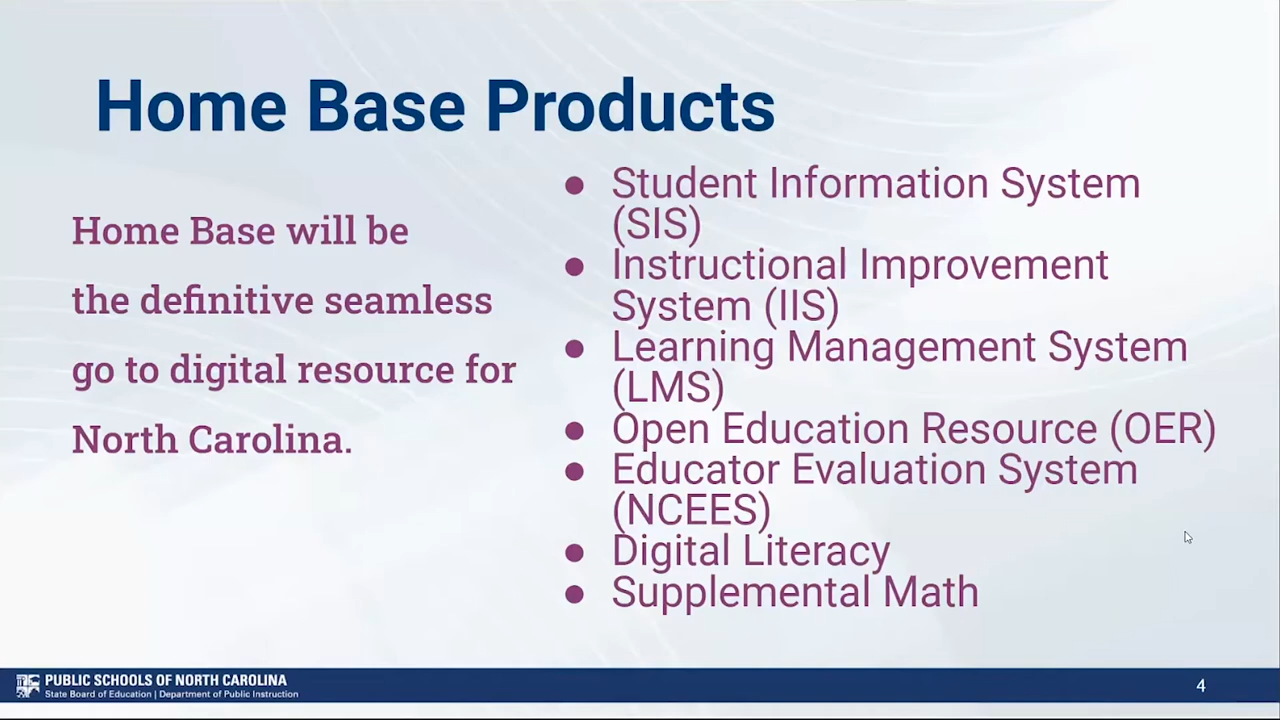 Home Base Products
Home Base will be
the definitive seamless
go to digital resource for
North Carolina.
● Student Information System
(SIS)
● Instructional Improvement
System (IIS)
● Learning Management System
(LMS)
● Open Education Resource (OER)
● Educator Evaluation System
(NCEES)
● Digital Literacy
● Supplemental Math
PUBLIC SCHOOLS OF NORTH CAROLINA
State Board of Education | Department of Public Instruction
4